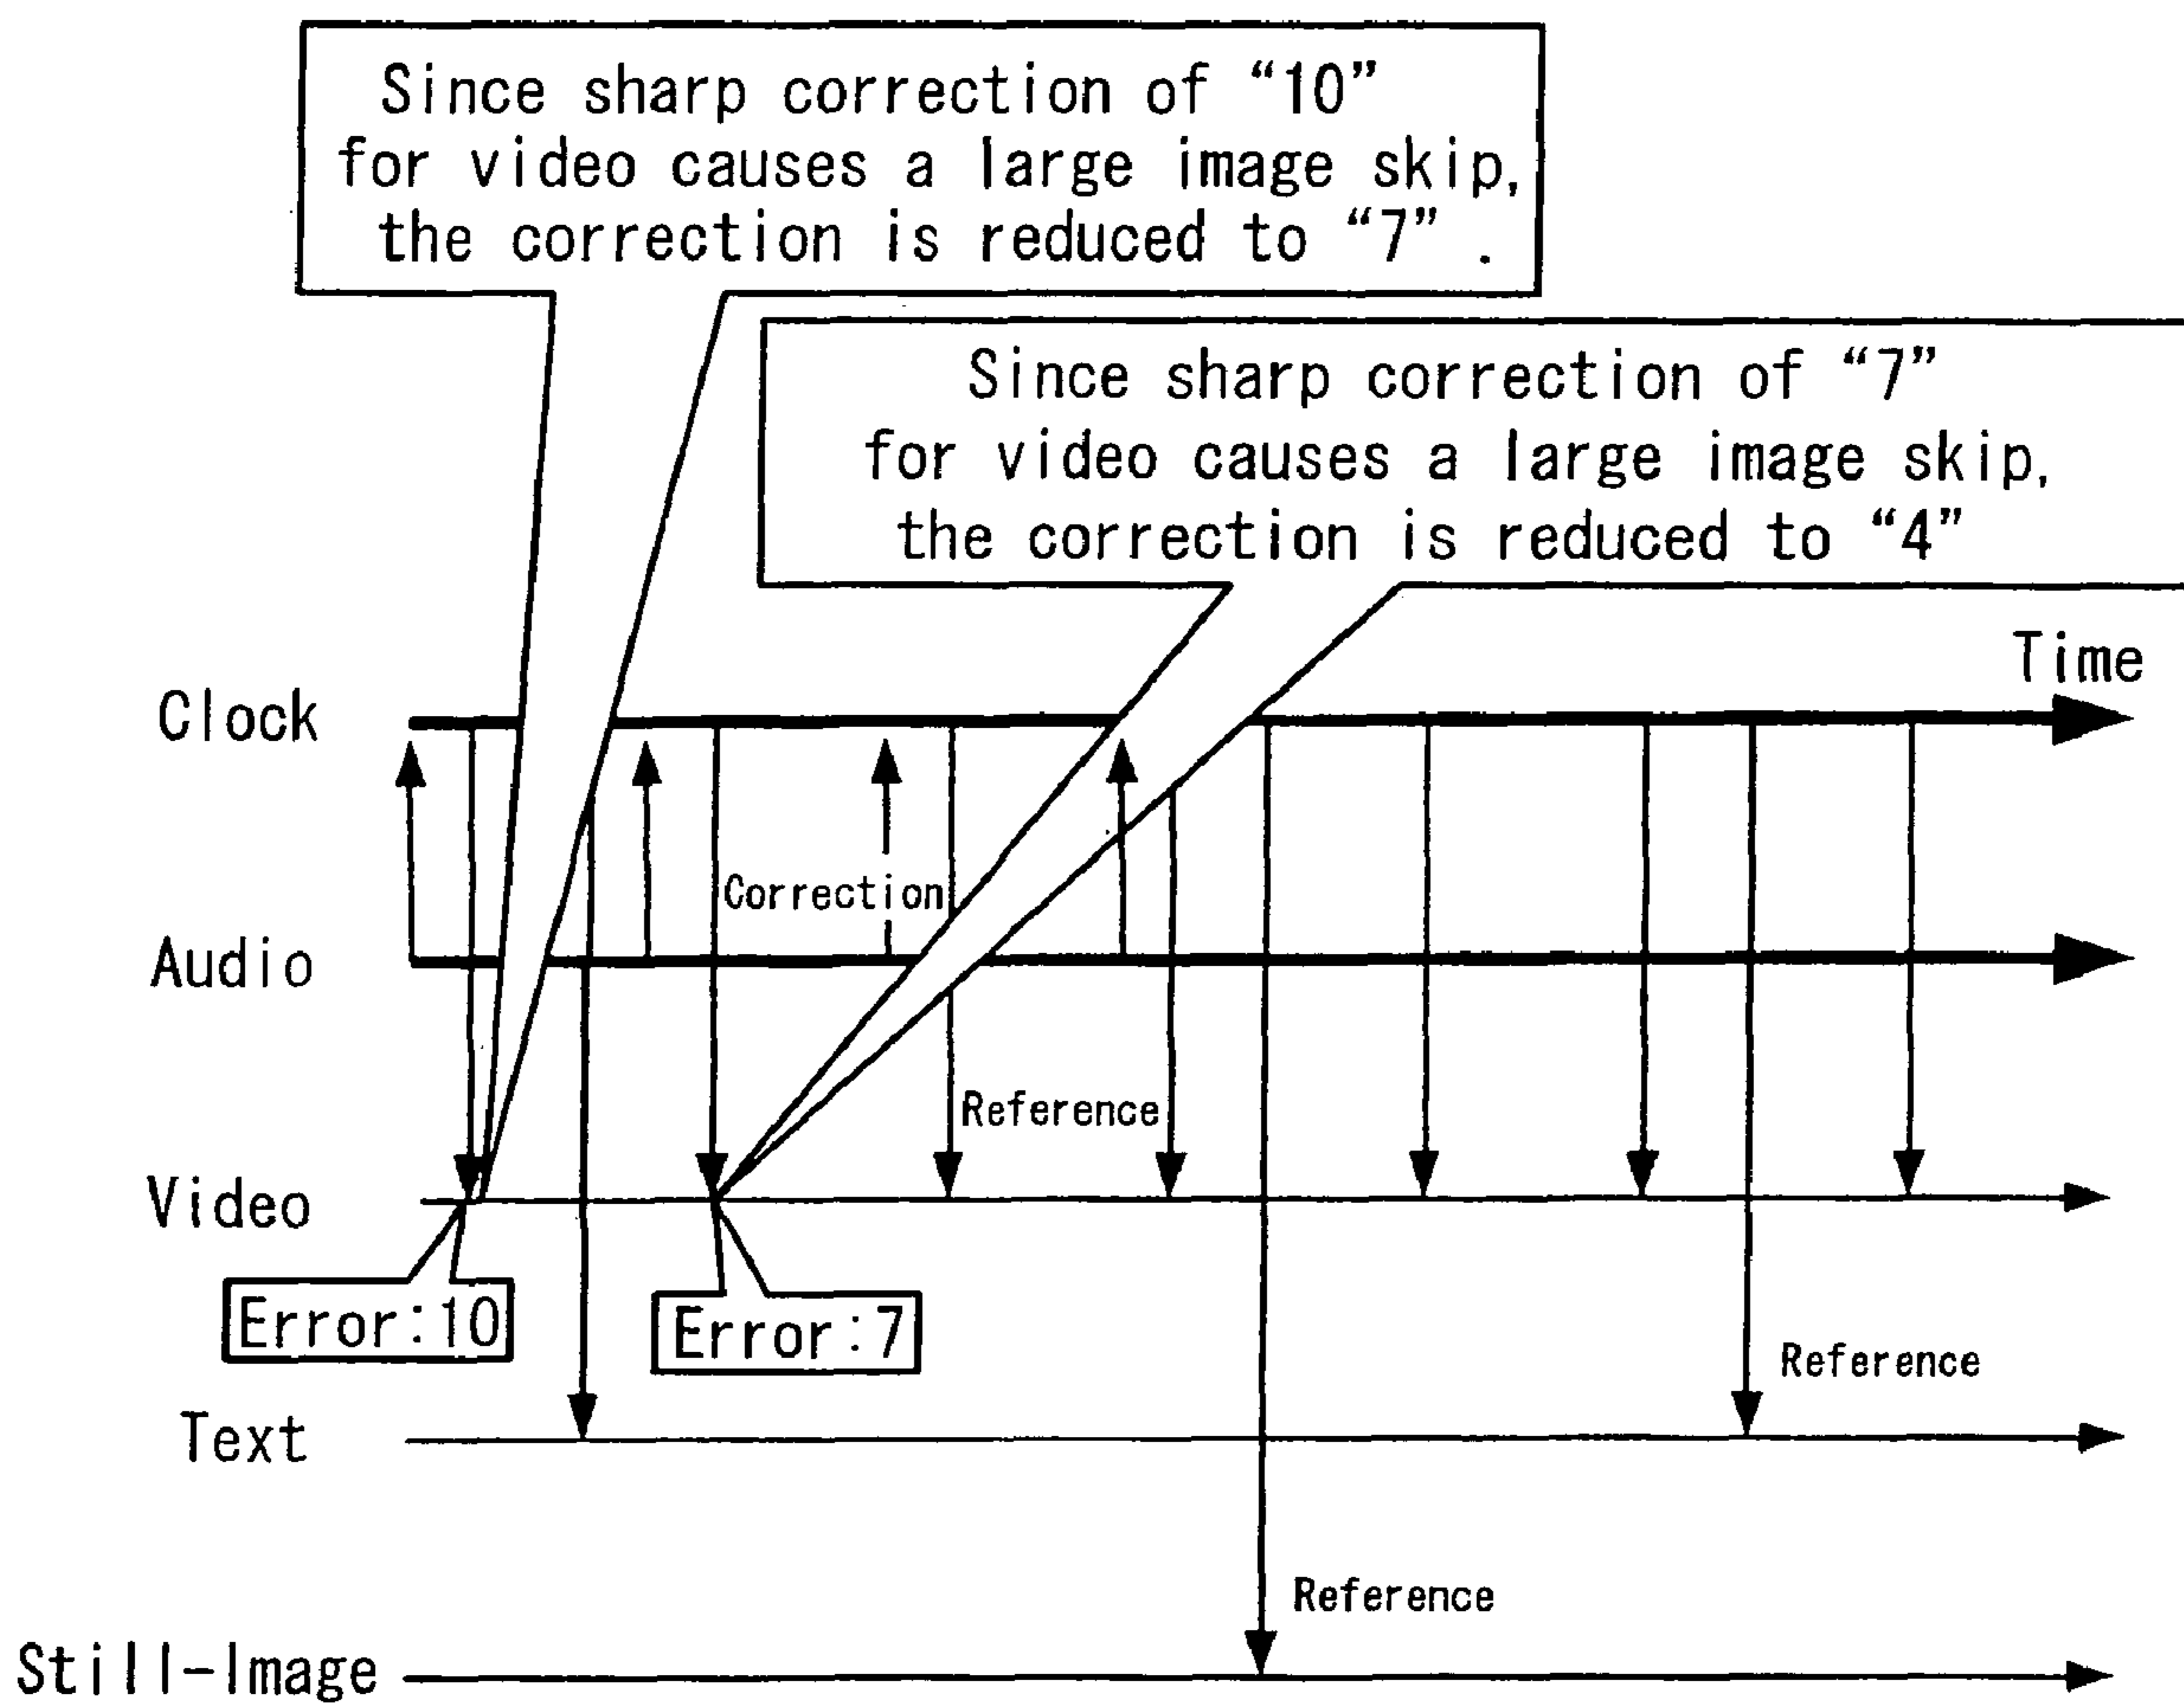 Since sharp correction of “10”
for video causes a large image skip,
the correction is reduced to “7” .
Since sharp correction of “7”
for video causes a large image skip,
the correction is reduced to “4”
Time
Clock
Correction
Audio
Reference
Video
Error:10
Error:7
Reference
Text
Reference
Still-Image